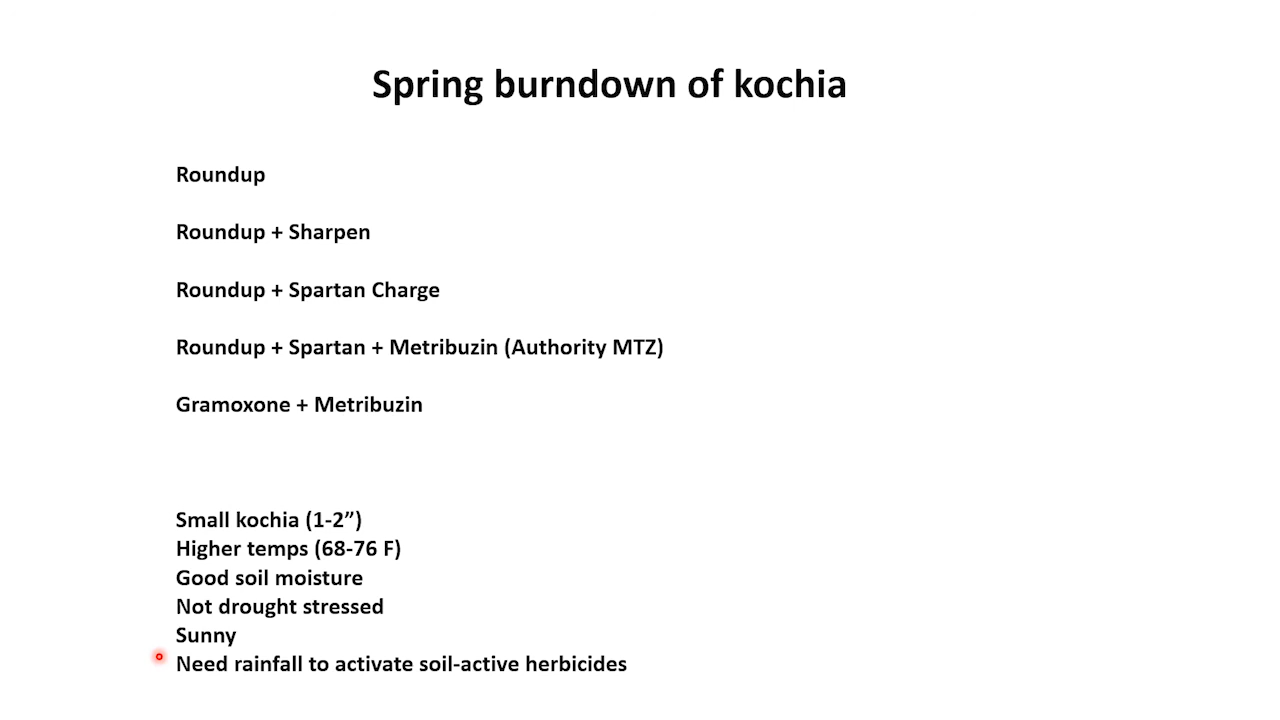 Spring burndown of kochia
Roundup
Roundup + Sharpen
Roundup + Spartan Charge
Roundup + Spartan + Metribuzin (Authority MTZ)
Gramoxone + Metribuzin
Small kochia (1-2”)
Higher temps (68-76 F)
Good soil moisture
Not drought stressed
Sunny
Need rainfall to activate soil-active herbicides